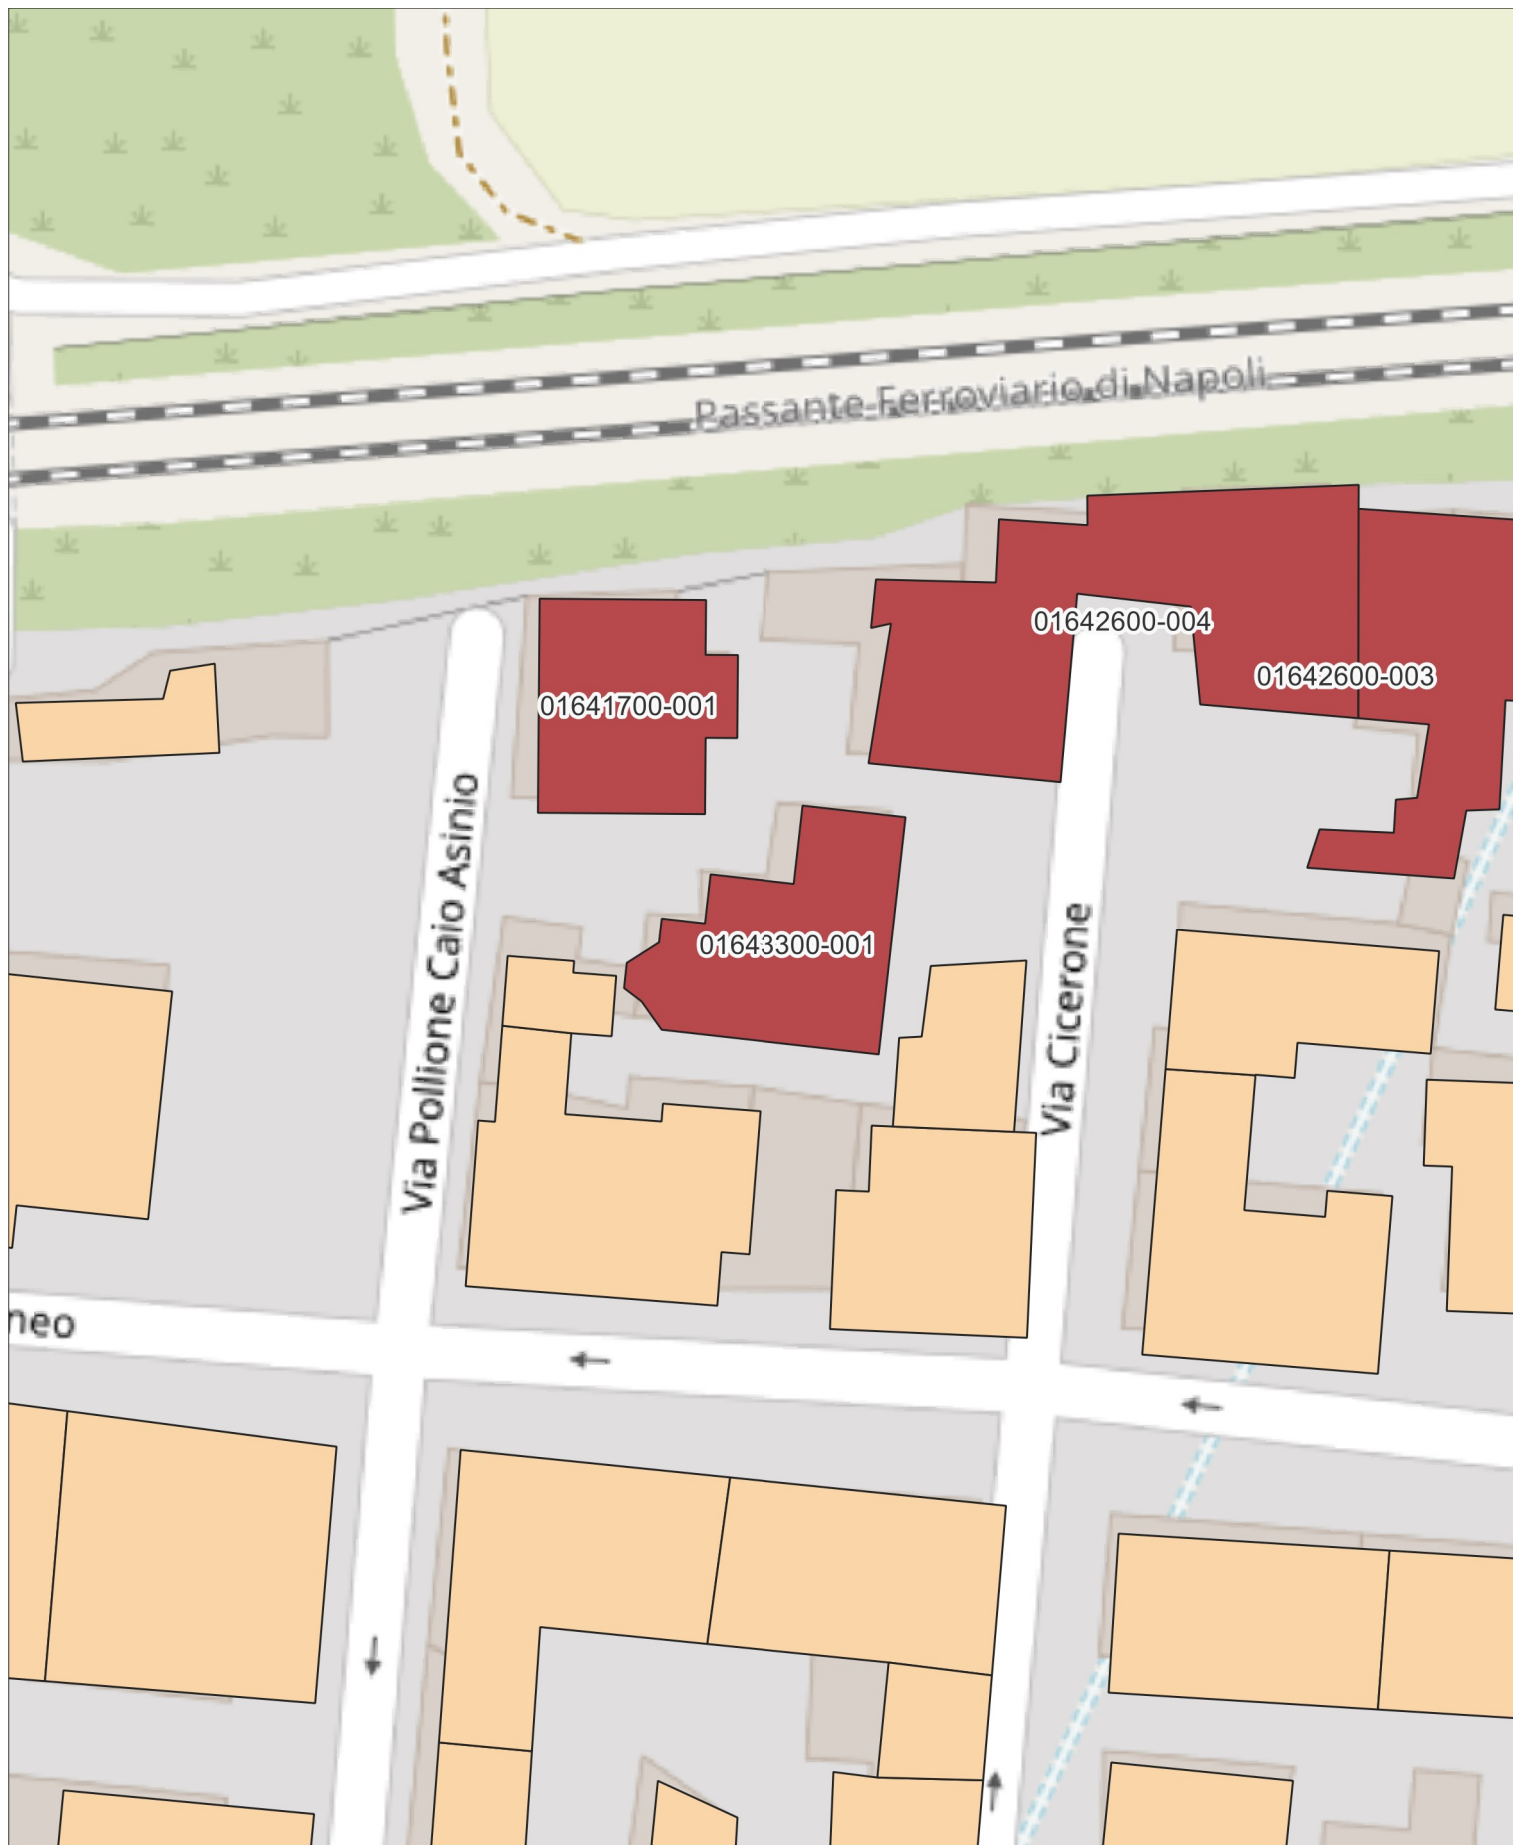 Passante Ferroviario di Napoli
01642600-004
01642600-003
01641700-001
Via Pollione Caio Asinio
01643300-001
Via Cicerone
neo